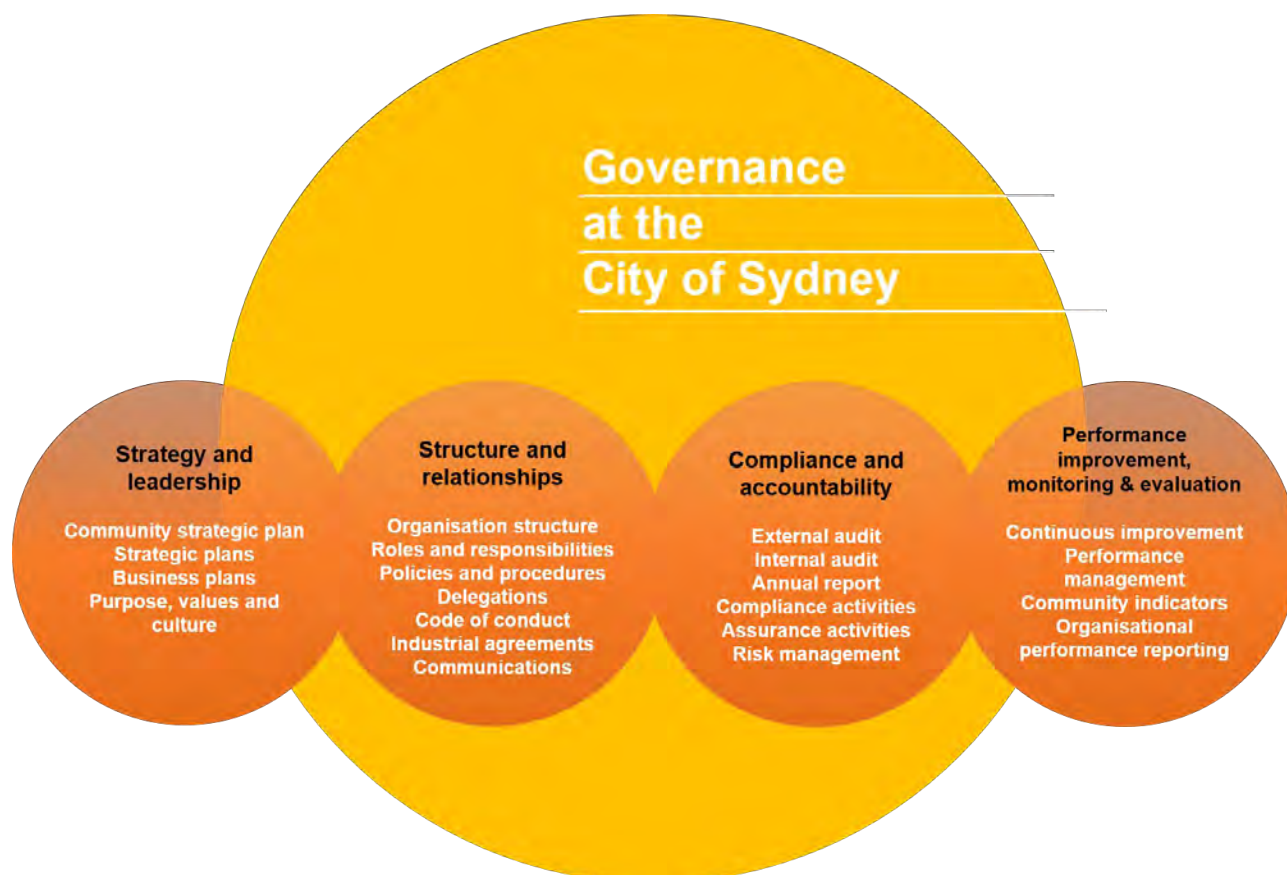 Governance
at the
City of Sydney
Strategy and
leadership
Community strategic plan
Strategic plans
Business plans
Purpose, values and
culture
Structure and
relationships
Organisation structure
Roles and responsibilities
Policies and procedures
Delegations
Code of conduct
Industrial agreements
Communications
Compliance and
accountability
External audit
Internal audit
Annual report
Compliance activities
Assurance activities
Risk management
Performance
improvement,
monitoring & evaluation
Continuous improvement
Performance
management
Community indicators
Organisational
performance reporting